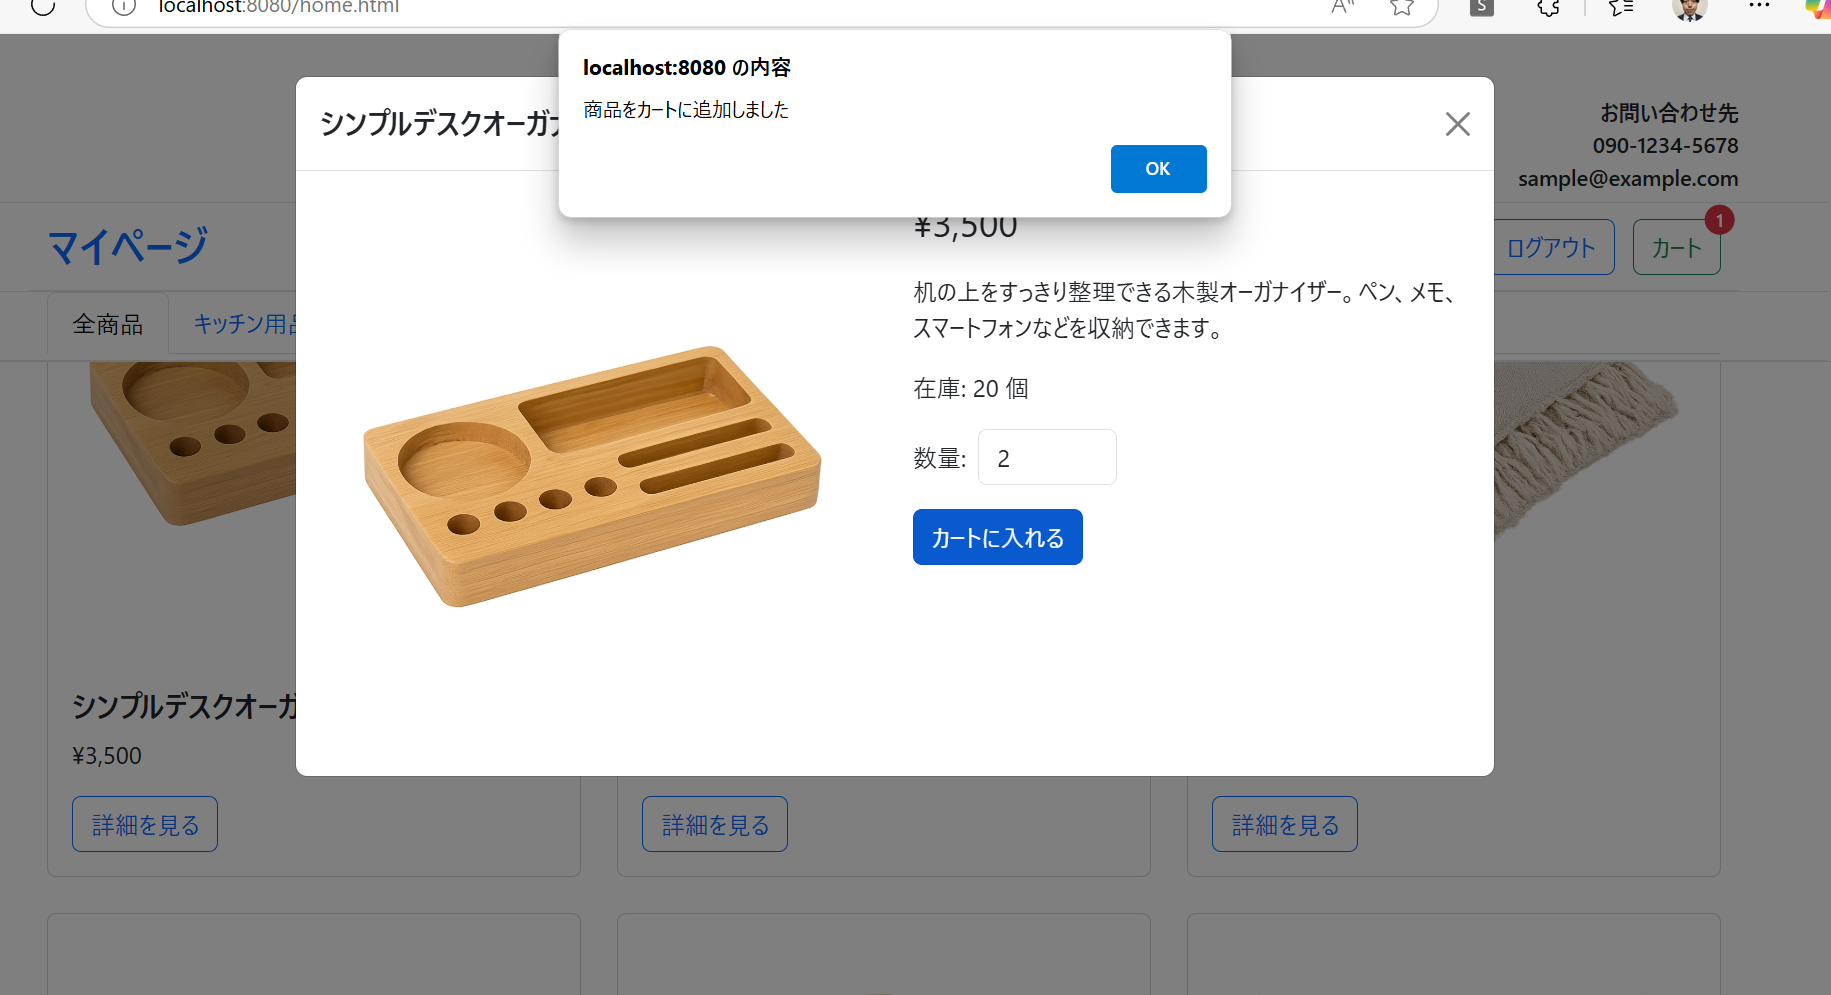 localhost:8080/home.html
A
S
localhost:8080 の内容
商品をカートに追加しました
OK
シンプルデスクオーガナ
お問い合わせ先
090-1234-5678
sample@example.com
マイページ
ログアウト
カート
1
全商品
キッチン用品
¥3,500
机の上をすっきり整理できる木製オーガナイザー。ペン、メモ、
スマートフォンなどを収納できます。
在庫: 20 個
数量: 2
カートに入れる
シンプルデスクオーガ
¥3,500
詳細を見る
詳細を見る
詳細を見る